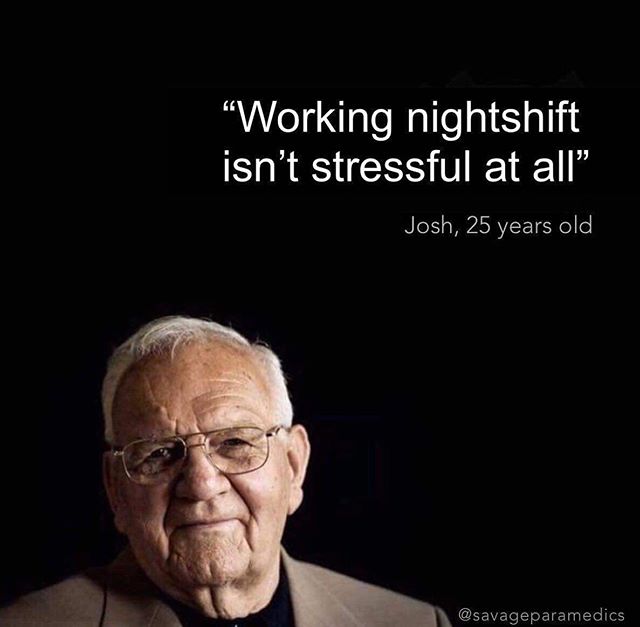 “Working nightshift
isn’t stressful at all”
Josh, 25 years old
@savageparamedics